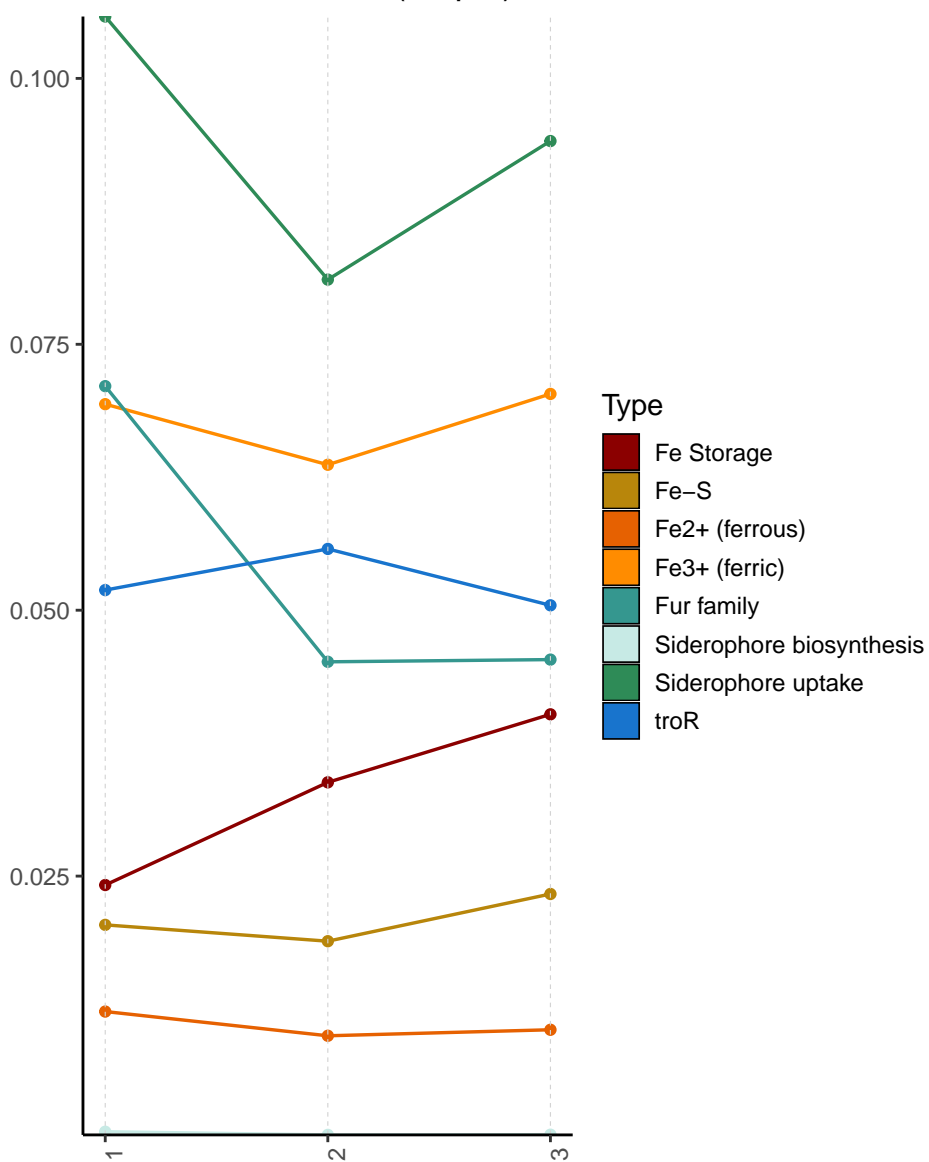 0.100
0.075
0.050
0.025
1
2
3
Type
Fe Storage
Fe−S
Fe2+ (ferrous)
Fe3+ (ferric)
Fur family
Siderophore biosynthesis
Siderophore uptake
troR